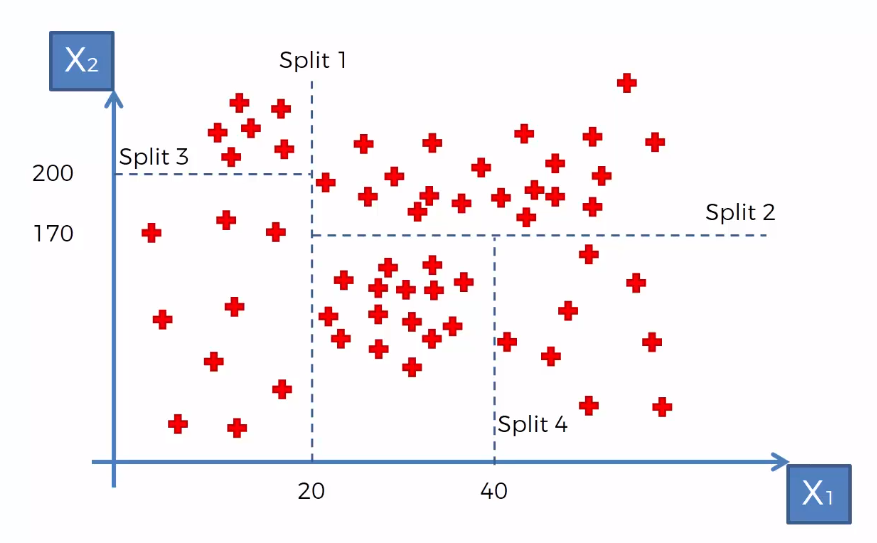 X₂
Split 1
Split 3
200
Split 2
170
Split 4
20
40
X₁